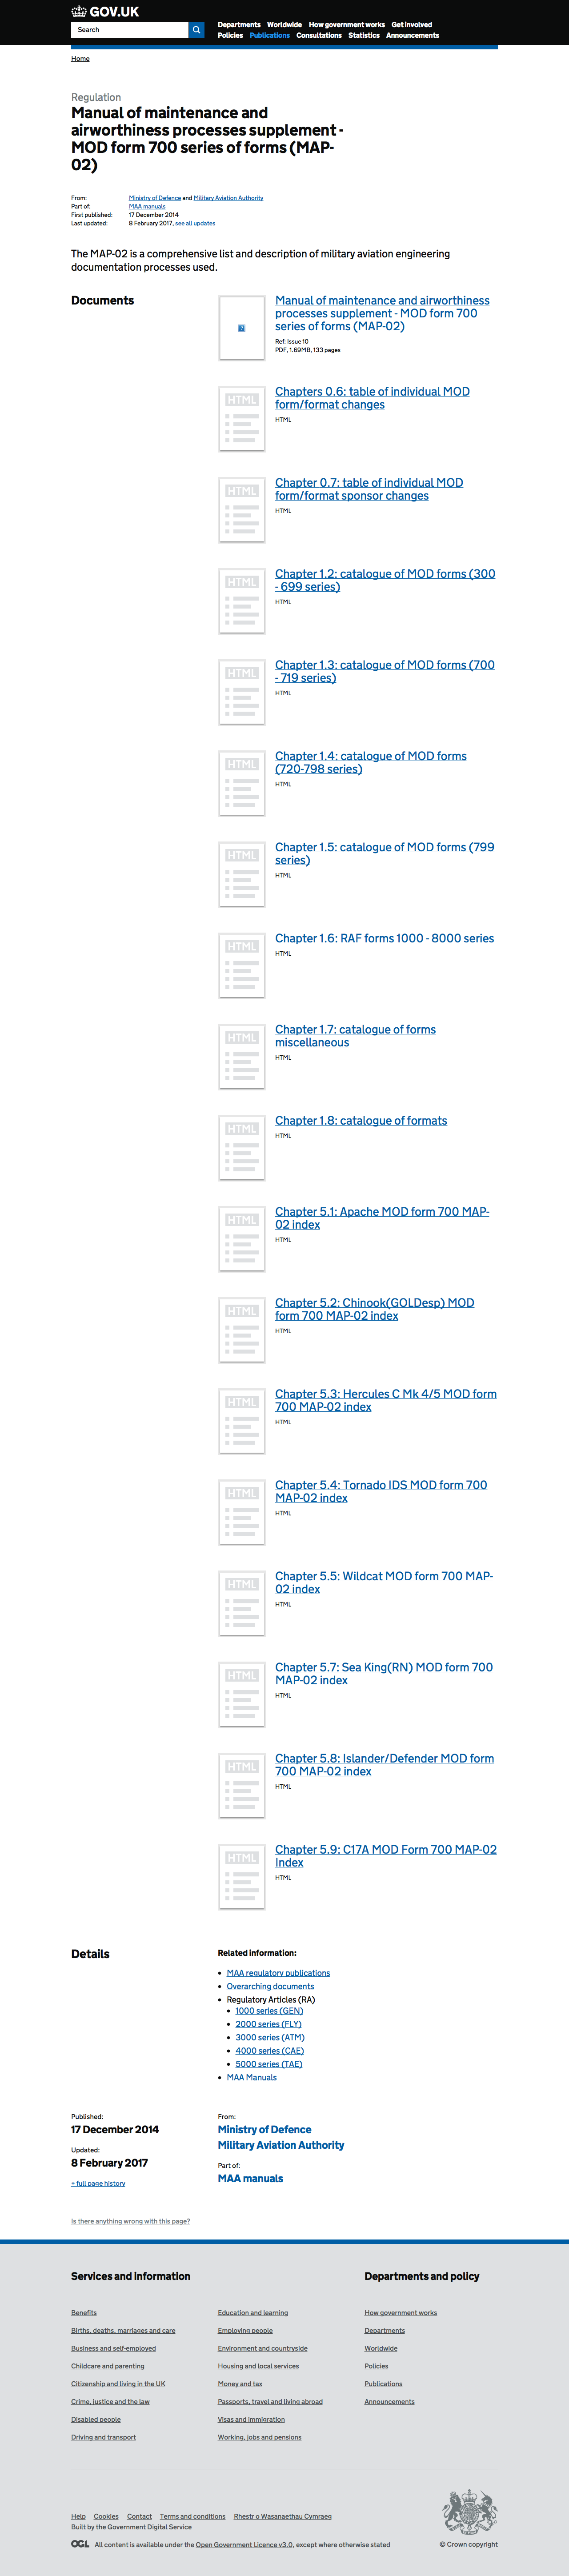 GOV.UK
Search
Departments Worldwide How government works Get involved
Policies Publications Consultations Statistics Announcements
Home
Regulation
Manual of maintenance and
airworthiness processes supplement -
MOD form 700 series of forms (MAP-
02)
From: Ministry of Defence and Military Aviation Authority
Part of: MAA manuals
First published: 17 December 2014
Last updated: 8 February 2017, see all updates
The MAP-02 is a comprehensive list and description of military aviation engineering
documentation processes used.
Documents
Manual of maintenance and airworthiness
processes supplement - MOD form 700
series of forms (MAP-02)
Ref: Issue 10
PDF, 1.69MB, 133 pages
HTML
Chapters 0.6: table of individual MOD
form/format changes
HTML
HTML
Chapter 0.7: table of individual MOD
form/format sponsor changes
HTML
HTML
Chapter 1.2: catalogue of MOD forms (300
- 699 series)
HTML
HTML
Chapter 1.3: catalogue of MOD forms (700
- 719 series)
HTML
HTML
Chapter 1.4: catalogue of MOD forms
(720-798 series)
HTML
HTML
Chapter 1.5: catalogue of MOD forms (799
series)
HTML
HTML
Chapter 1.6: RAF forms 1000 - 8000 series
HTML
HTML
Chapter 1.7: catalogue of forms
miscellaneous
HTML
HTML
Chapter 1.8: catalogue of formats
HTML
HTML
Chapter 5.1: Apache MOD form 700 MAP-
02 index
HTML
HTML
Chapter 5.2: Chinook(GOLDesp) MOD
form 700 MAP-02 index
HTML
HTML
Chapter 5.3: Hercules C Mk 4/5 MOD form
700 MAP-02 index
HTML
HTML
Chapter 5.4: Tornado IDS MOD form 700
MAP-02 index
HTML
HTML
Chapter 5.5: Wildcat MOD form 700 MAP-
02 index
HTML
HTML
Chapter 5.7: Sea King(RN) MOD form 700
MAP-02 index
HTML
HTML
Chapter 5.8: Islander/Defender MOD form
700 MAP-02 index
HTML
HTML
Chapter 5.9: C17A MOD Form 700 MAP-02
Index
HTML
Details
Related information:
MAA regulatory publications
Overarching documents
Regulatory Articles (RA)
1000 series (GEN)
2000 series (FLY)
3000 series (ATM)
4000 series (CAE)
5000 series (TAE)
MAA Manuals
Published:
17 December 2014
Updated:
8 February 2017
+ full page history
From:
Ministry of Defence
Military Aviation Authority
Part of:
MAA manuals
Is there anything wrong with this page?
Services and information
Benefits
Births, deaths, marriages and care
Business and self-employed
Childcare and parenting
Citizenship and living in the UK
Crime, justice and the law
Disabled people
Driving and transport
Education and learning
Employing people
Environment and countryside
Housing and local services
Money and tax
Passports, travel and living abroad
Visas and immigration
Working, jobs and pensions
Departments and policy
How government works
Departments
Worldwide
Policies
Publications
Announcements
Help Cookies Contact Terms and conditions Rhestr o Wasanaethau Cymraeg
Built by the Government Digital Service
OGL All content is available under the Open Government Licence v3.0, except where otherwise stated
© Crown copyright